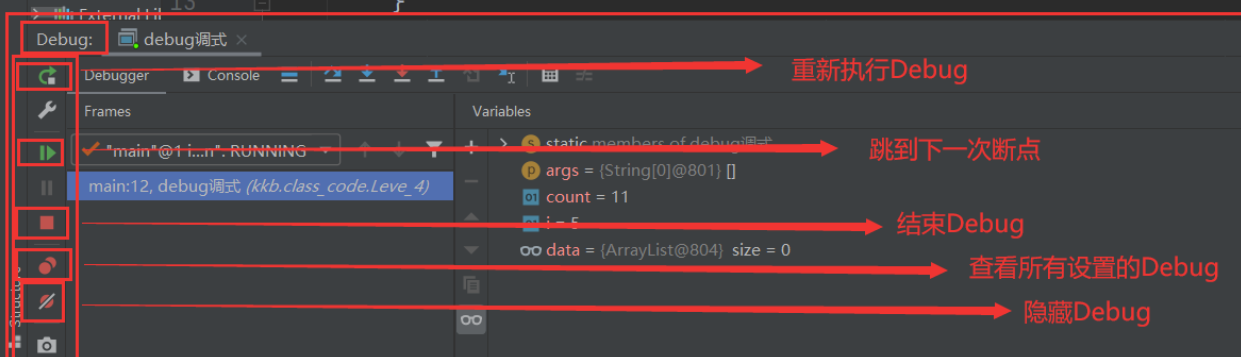 External Lib
13
}
Debug: debug调式
Debugger Console
重新执行Debug
Frames
Variables
"main"@1 i...n": RUNNING
static members of debug调式
跳到下一次断点
main:12, debug调式 (kkb.class_code.Leve_4)
args = {String[0]@801} []
count = 11
i = 5
结束Debug
data = {ArrayList@804} size = 0
查看所有设置的Debug
隐藏Debug
Structure